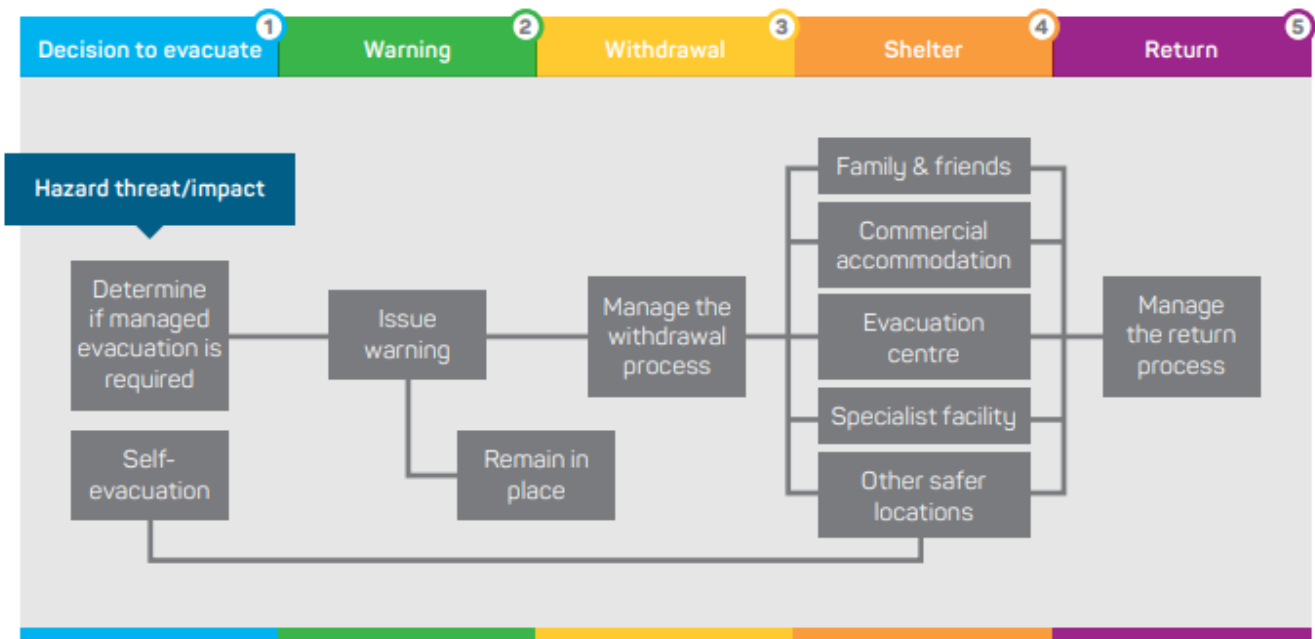 1
2
3
4
5
Decision to evacuate
Warning
Withdrawal
Shelter
Return
Hazard threat/impact
Determine
if managed
evacuation is
required
Self-
evacuation
Issue
warning
Remain in
place
Manage the
withdrawal
process
Family & friends
Commercial
accommodation
Evacuation
centre
Specialist facility
Other safer
locations
Manage
the return
process